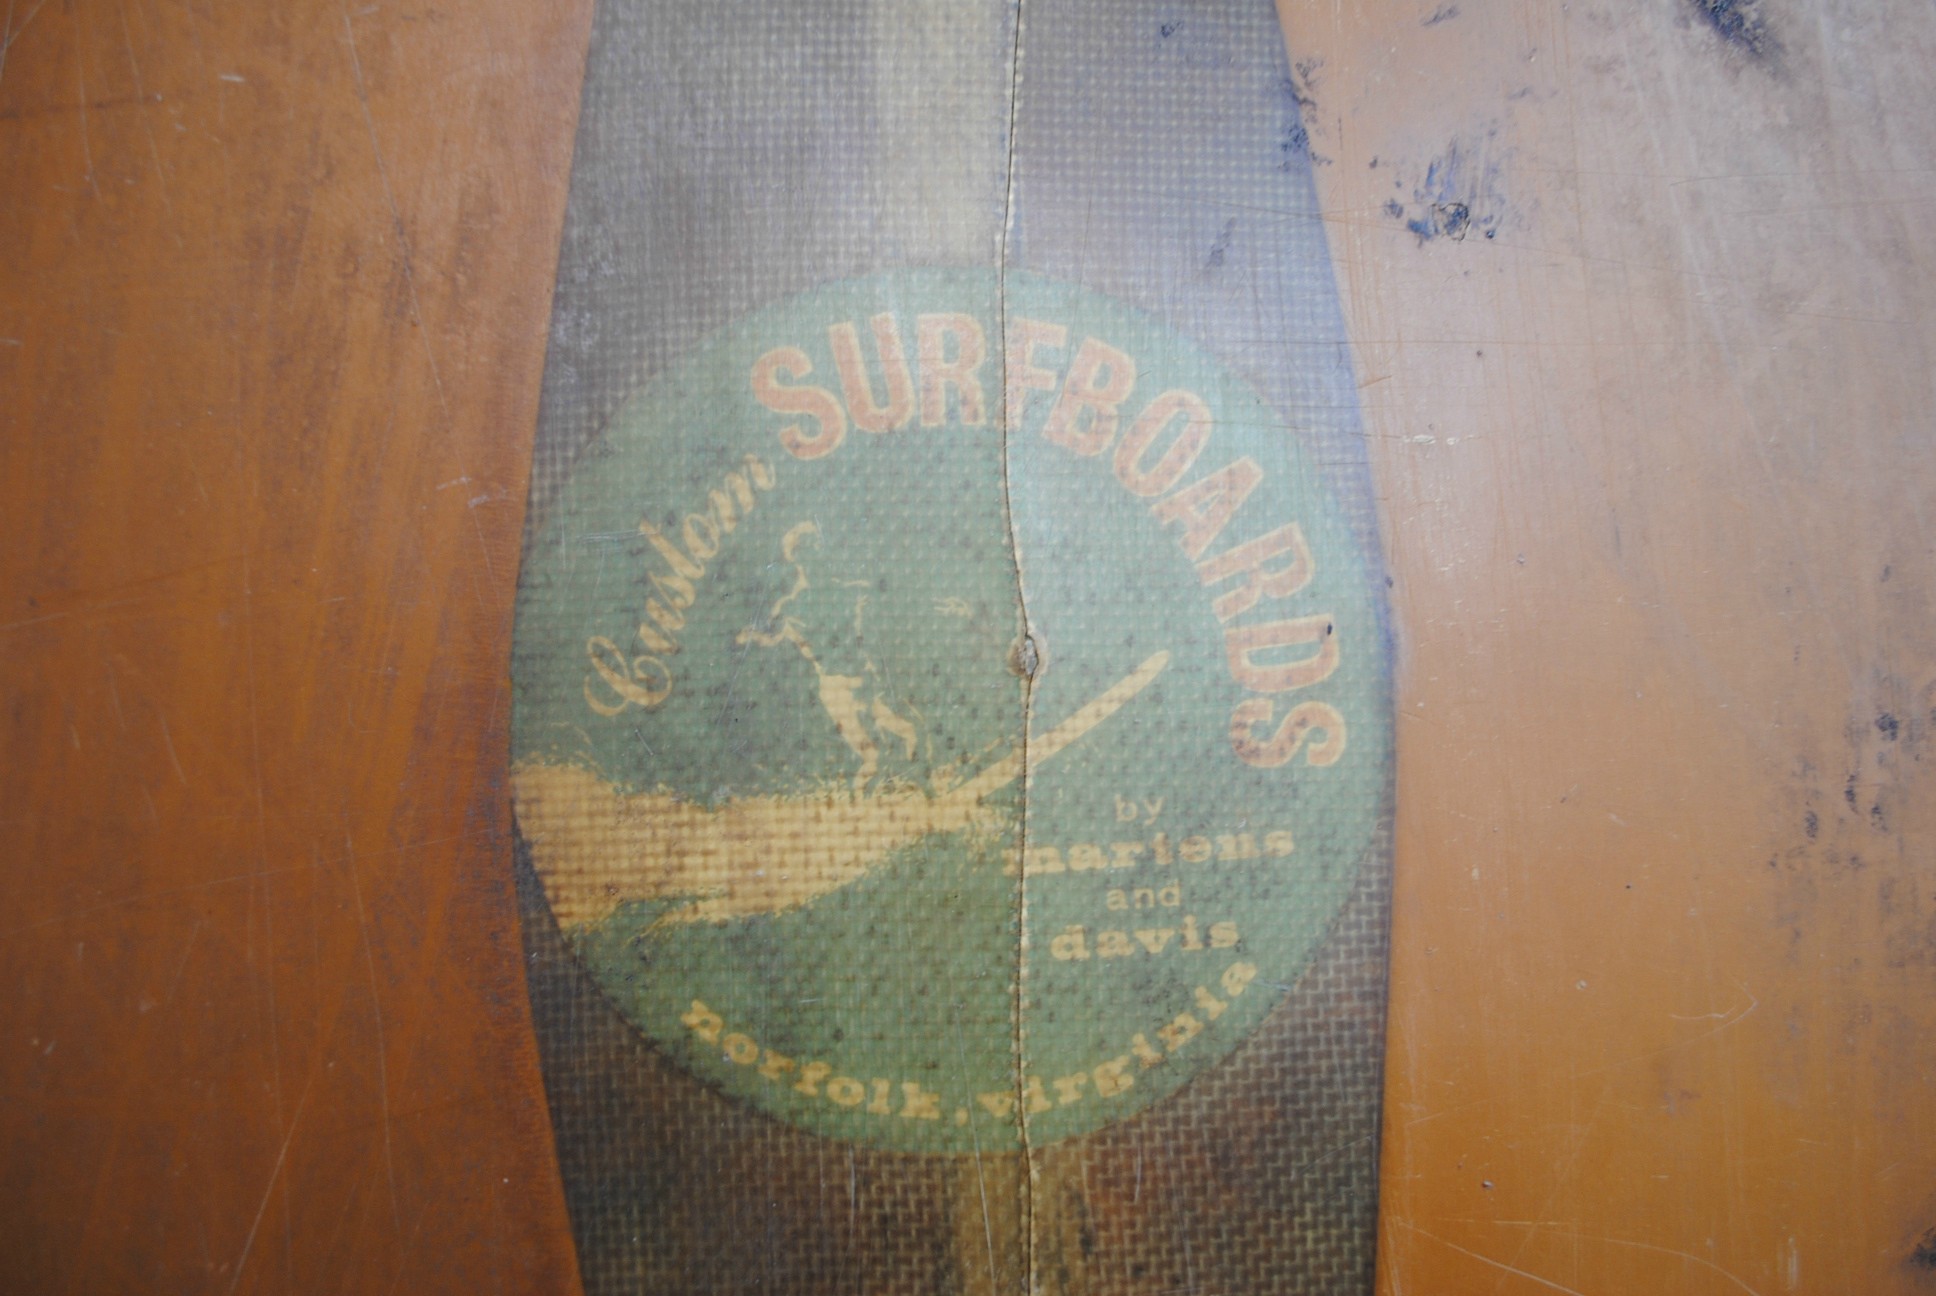 Custom SURFBOARDS
by
martens
and
davis
norfolk, virginia